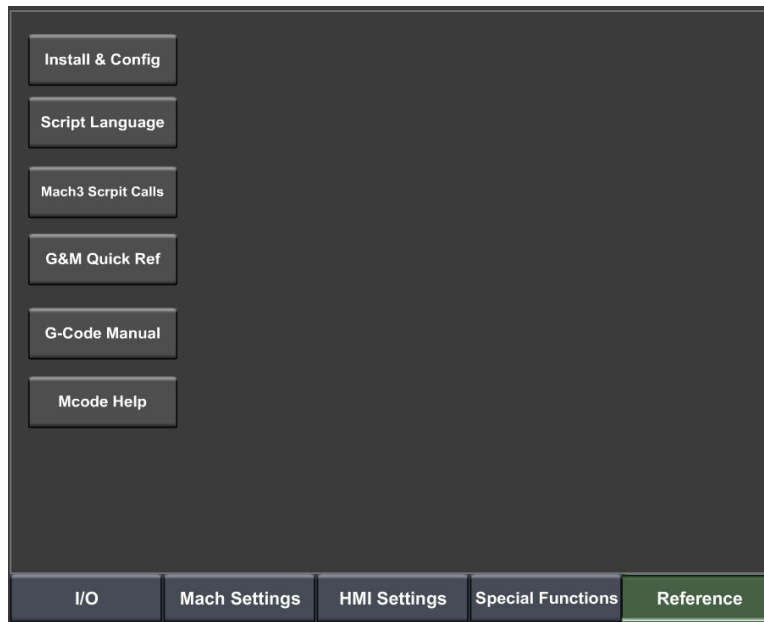 Install & Config
Script Language
Mach3 Scrpit Calls
G&M Quick Ref
G-Code Manual
Mcode Help
I/O Mach Settings HMI Settings Special Functions Reference